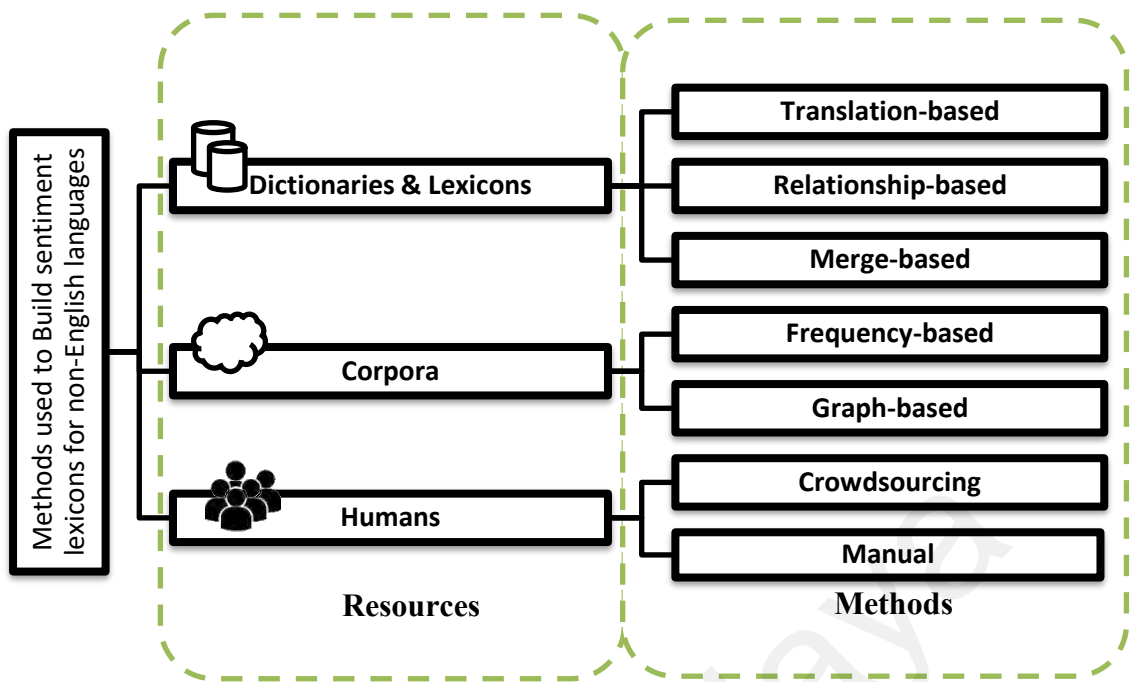 Methods used to Build sentiment
lexicons for non-English languages
Dictionaries & Lexicons
Corpora
Humans
Resources
Translation-based
Relationship-based
Merge-based
Frequency-based
Graph-based
Crowdsourcing
Manual
Methods